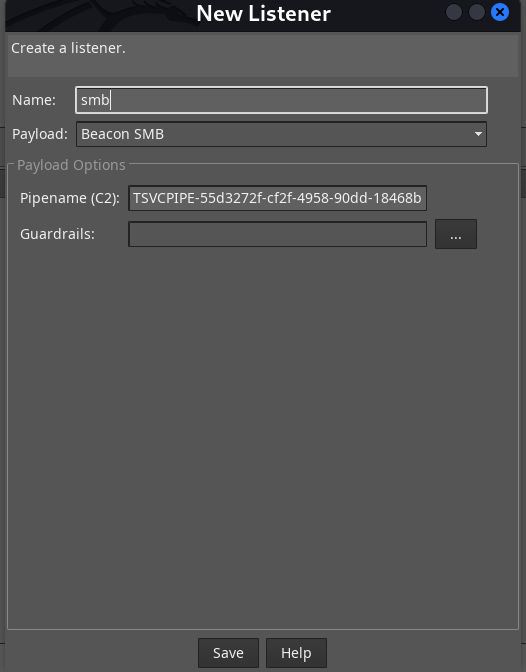 New Listener
Create a listener.
Name: smb
Payload: Beacon SMB
Payload Options
Pipename (C2): TSVCPIPE-55d3272f-cf2f-4958-90dd-18468b
Guardrails:
...
Save Help